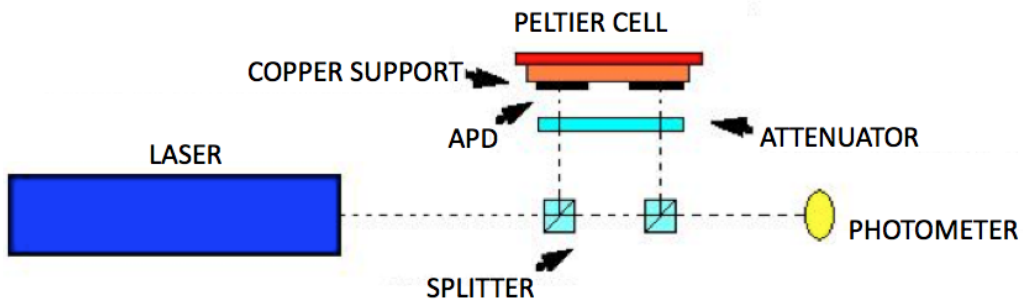 PELTIER CELL
COPPER SUPPORT
APD
ATTENUATOR
LASER
PHOTOMETER
SPLITTER